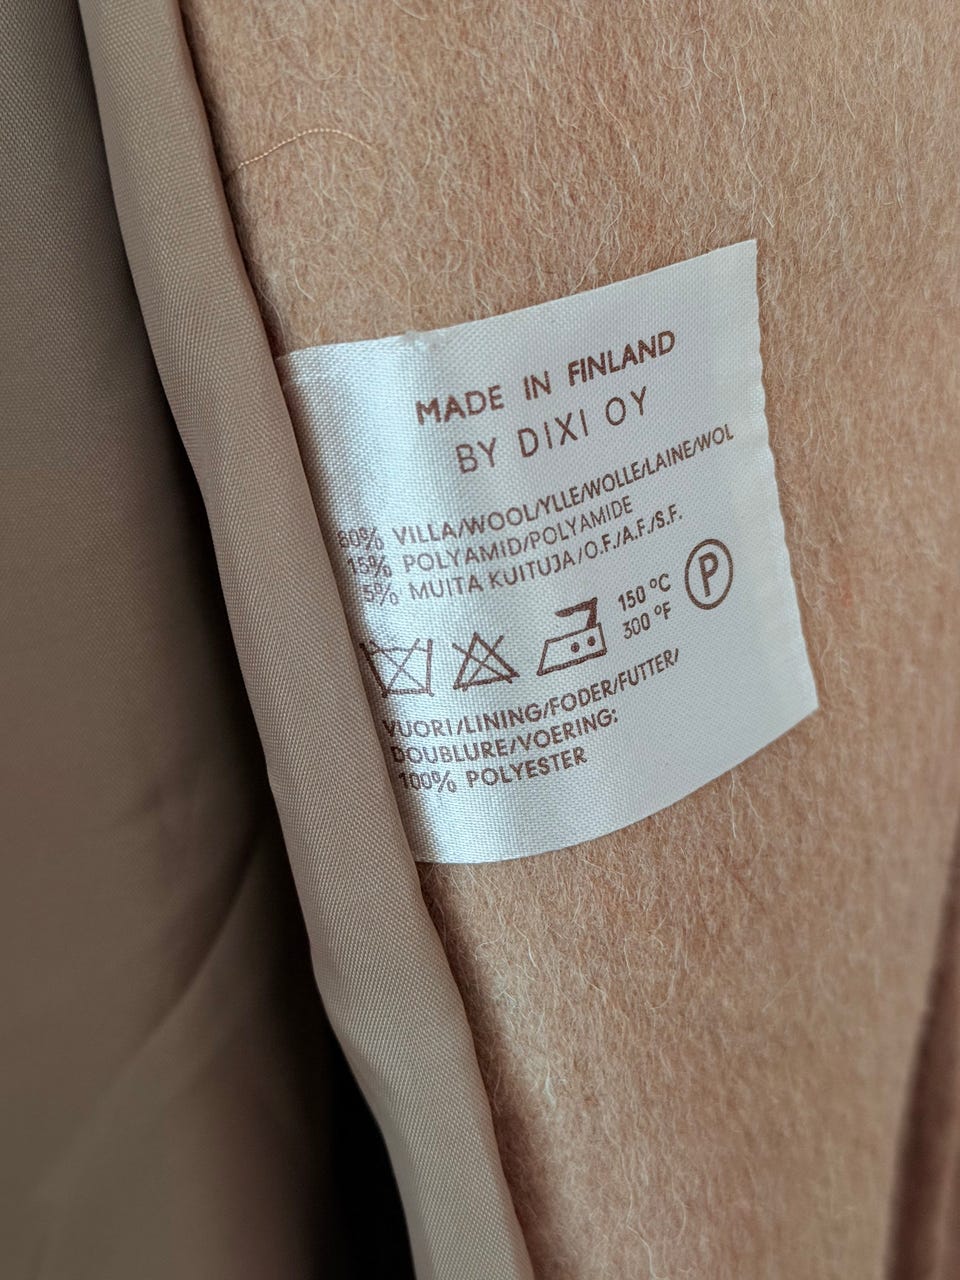 MADE IN FINLAND
BY DIXI OY
80% VILLA/WOOL/YLLE/WOLLE/LAINE/WOL
15% POLYAMID/POLYAMIDE
5% MUITA KUITUJA/O.F./A.F./S.F.
150 °C
300 °F
P
VUORI/LINING/FODER/FUTTER/
DOUBLURE/VOERING:
100% POLYESTER